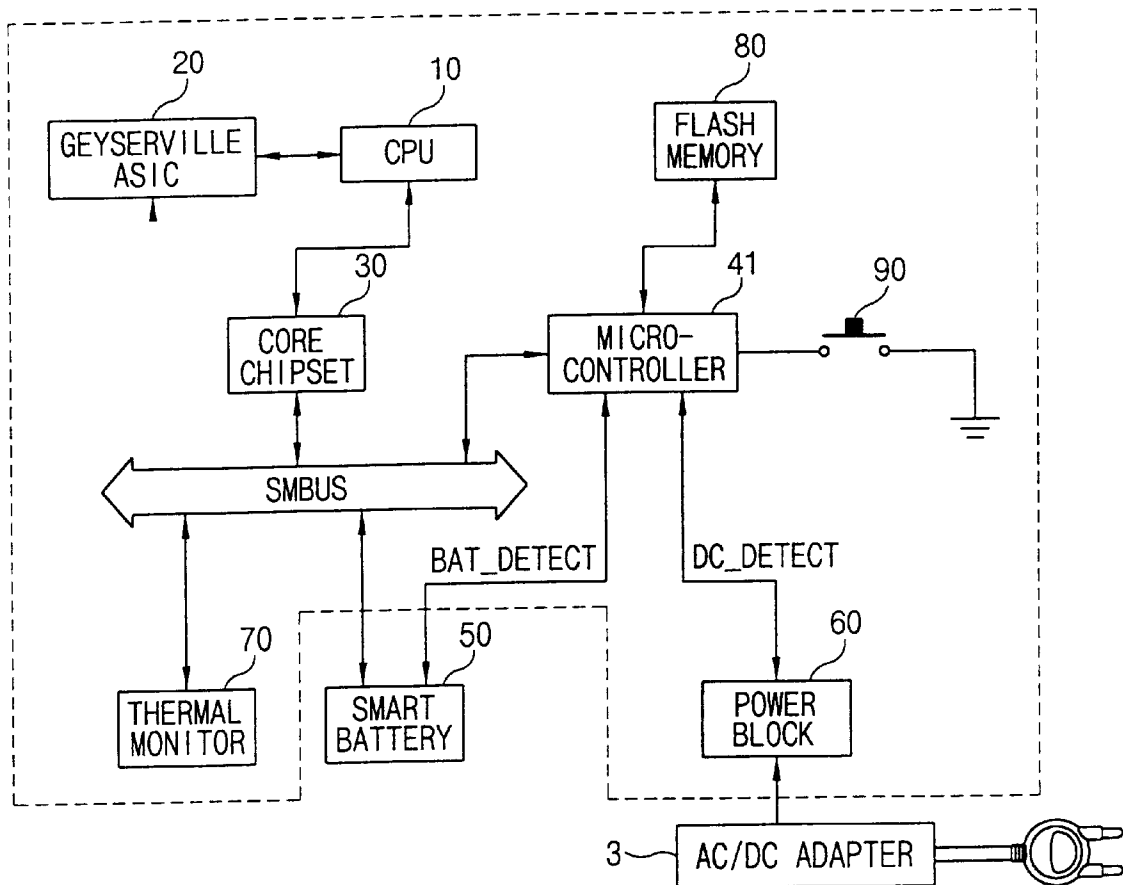 20
10
80
GEYSERVILLE
ASIC
CPU
FLASH
MEMORY
30
41
90
CORE
CHIPSET
MICRO-
CONTROLLER
SMBUS
BAT_DETECT
DC_DETECT
70
50
60
THERMAL
MONITOR
SMART
BATTERY
POWER
BLOCK
3
AC/DC ADAPTER